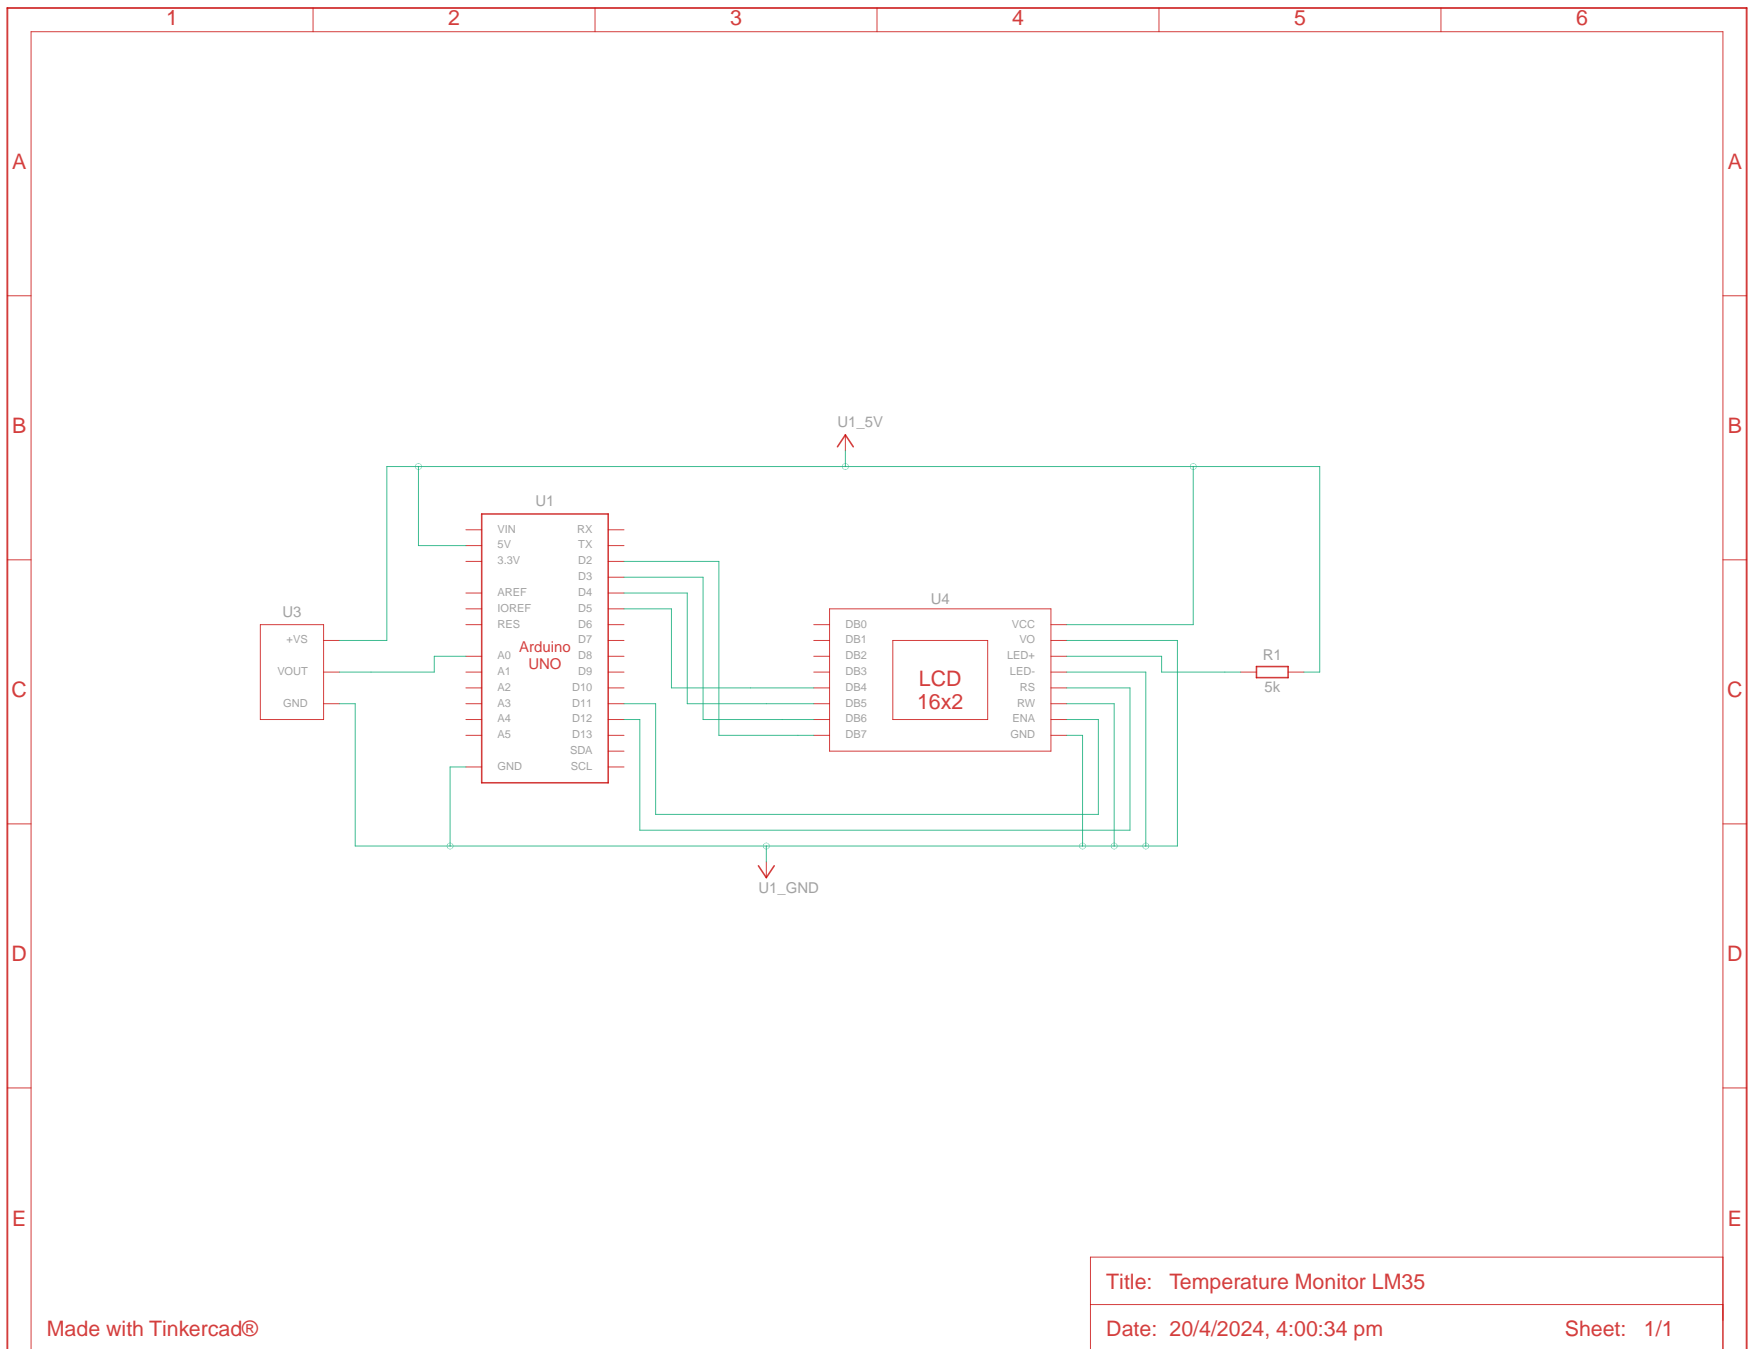 1 2 3 4 5 6
A A
B B
C C
D D
E E
U1_5V
U1
VIN RX
5V TX
3.3V D2
D3
AREF D4
IOREF D5
RES D6
D7
A0 D8
A1 D9
A2 D10
A3 D11
A4 D12
A5 D13
SDA
GND SCL
Arduino
UNO
U3
+VS
VOUT
GND
U4
DB0 VCC
DB1 VO
DB2 LED+
DB3 LED-
DB4 RS
DB5 RW
DB6 ENA
DB7 GND
LCD
16x2
R1
5k
U1_GND
Title: Temperature Monitor LM35
Made with Tinkercad®
Date: 20/4/2024, 4:00:34 pm Sheet: 1/1